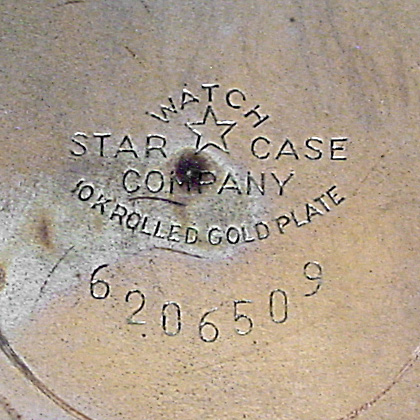 WATCH
STAR CASE
COMPANY
10K ROLLED GOLD PLATE
6206509